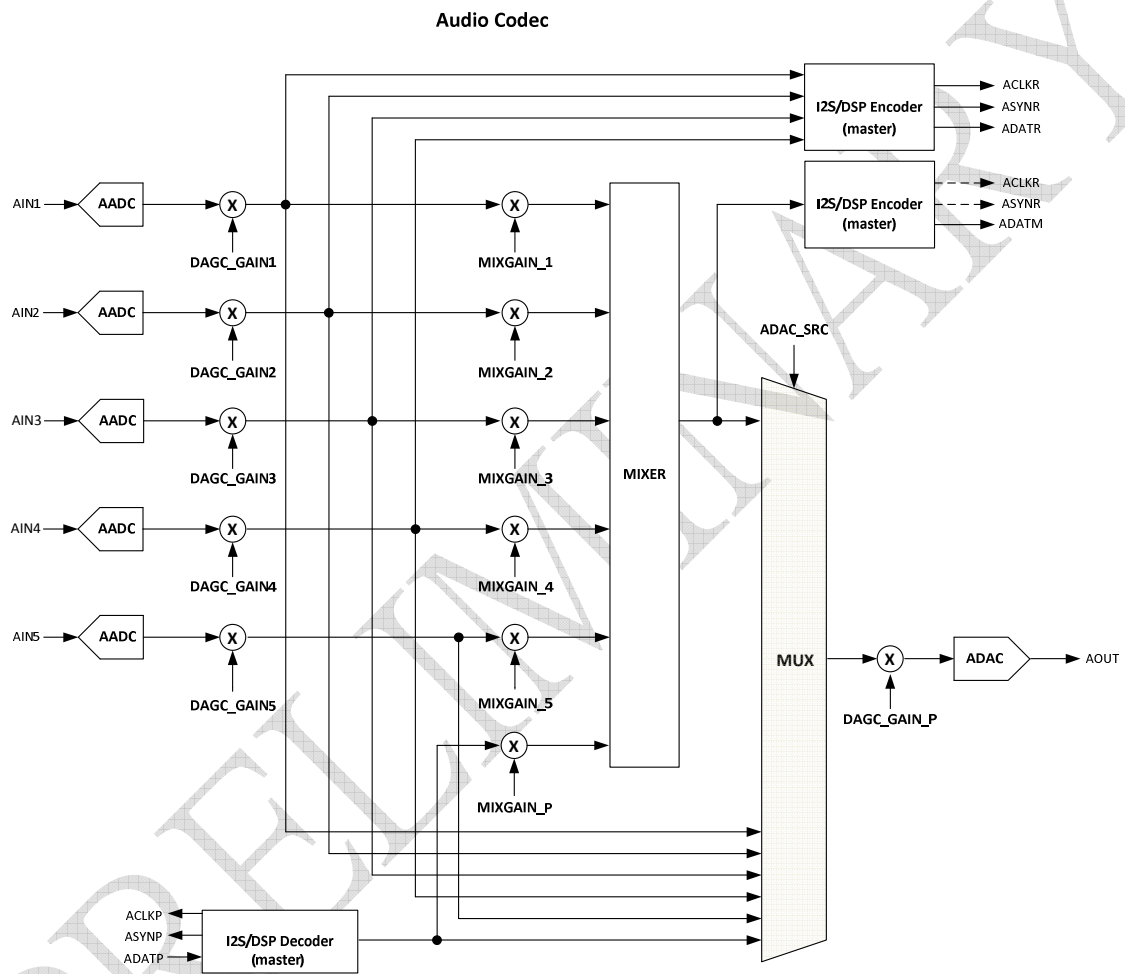 Audio Codec
I2S/DSP Encoder
(master)
ACLKR
ASYNR
ADATR
I2S/DSP Encoder
(master)
ACLKR
ASYNR
ADATM
AIN1
AADC
X
X
DAGC_GAIN1
MIXGAIN_1
AIN2
AADC
X
X
DAGC_GAIN2
MIXGAIN_2
ADAC_SRC
AIN3
AADC
X
X
DAGC_GAIN3
MIXGAIN_3
MIXER
AIN4
AADC
X
X
DAGC_GAIN4
MIXGAIN_4
AIN5
AADC
X
X
DAGC_GAIN5
MIXGAIN_5
MUX
X
ADAC
AOUT
DAGC_GAIN_P
X
MIXGAIN_P
ACLKP
ASYNP
ADATP
I2S/DSP Decoder
(master)
PRELIMINARY